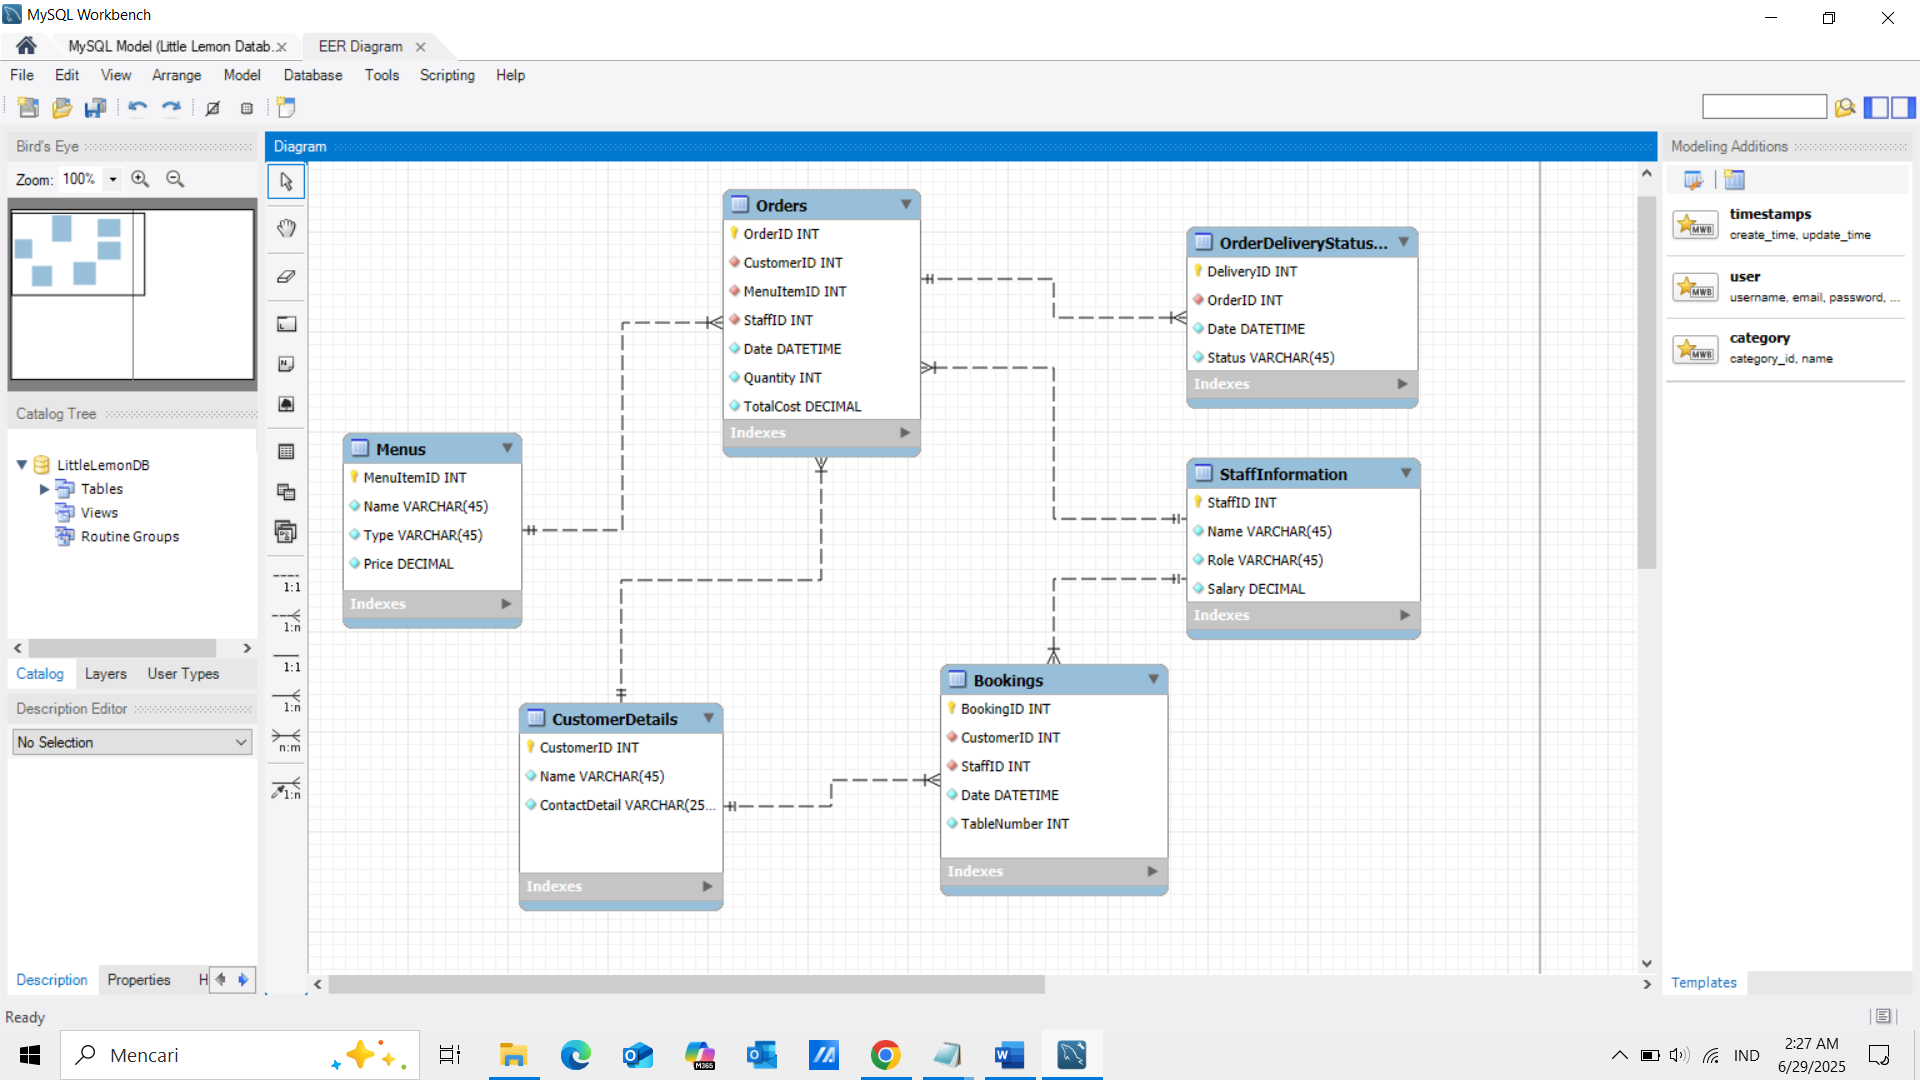 MySQL Workbench
MySQL Model (Little Lemon Datab...
EER Diagram
File Edit View Arrange Model Database Tools Scripting Help
Bird's Eye
Zoom: 100%
Catalog Tree
LittleLemonDB
Tables
Views
Routine Groups
Catalog Layers User Types
Description Editor
No Selection
Description Properties H
1:1
1:n
1:1
1:n
n:m
1:n
Diagram
Orders
OrderID INT
CustomerID INT
MenuItemID INT
StaffID INT
Date DATETIME
Quantity INT
TotalCost DECIMAL
Indexes
OrderDeliveryStatus...
DeliveryID INT
OrderID INT
Date DATETIME
Status VARCHAR(45)
Indexes
Menus
MenuItemID INT
Name VARCHAR(45)
Type VARCHAR(45)
Price DECIMAL
Indexes
StaffInformation
StaffID INT
Name VARCHAR(45)
Role VARCHAR(45)
Salary DECIMAL
Indexes
CustomerDetails
CustomerID INT
Name VARCHAR(45)
ContactDetail VARCHAR(25...
Indexes
Bookings
BookingID INT
CustomerID INT
StaffID INT
Date DATETIME
TableNumber INT
Indexes
Modeling Additions
MWB
timestamps
create_time, update_time
MWB
user
username, email, password, ...
MWB
category
category_id, name
Templates
Ready
Mencari
M365
IND
2:27 AM
6/29/2025